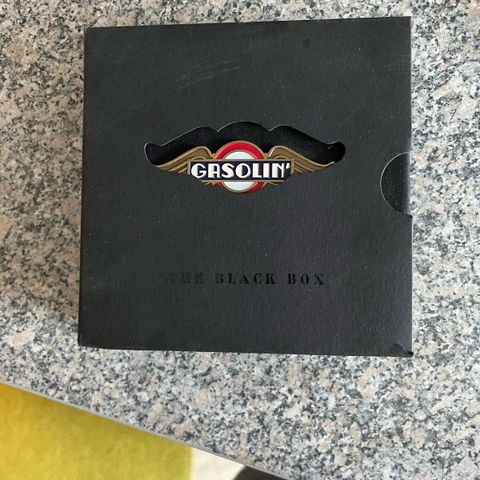 GASOLIN'
THE BLACK BOX